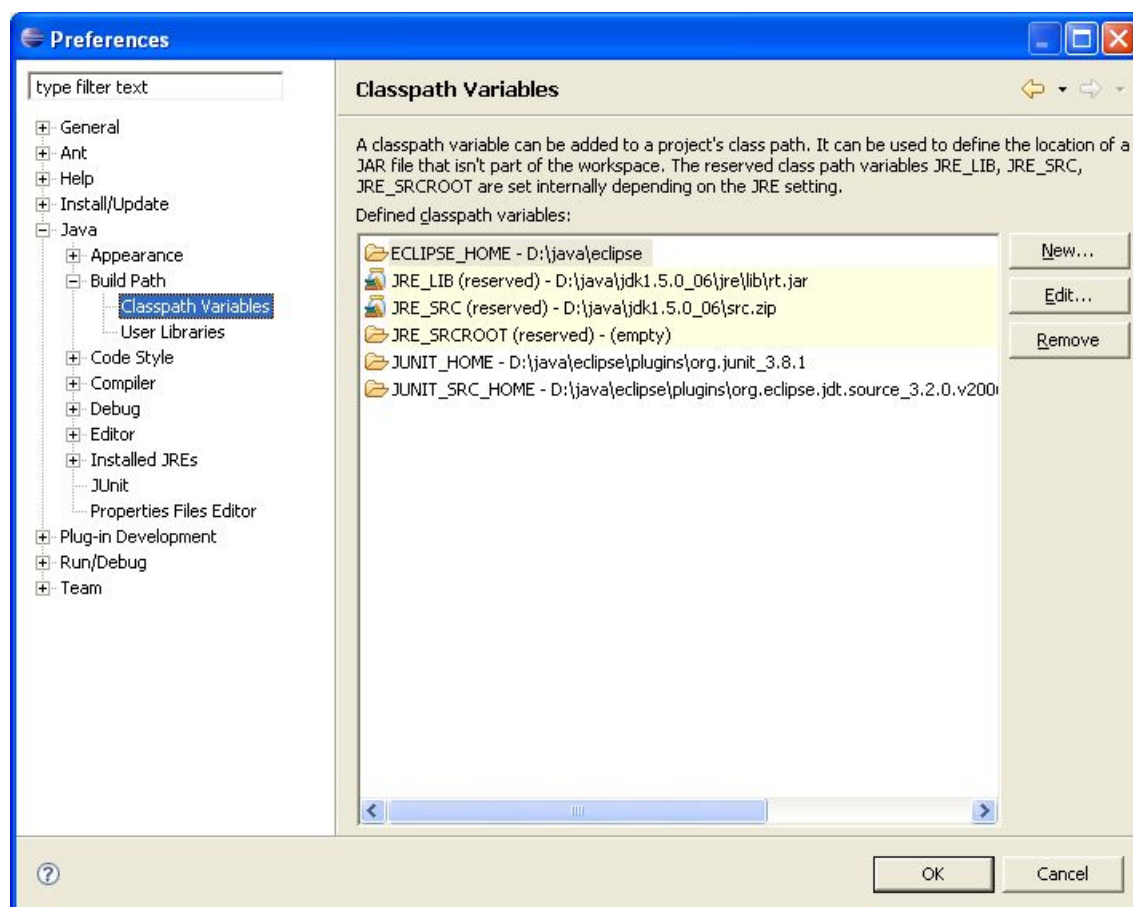 Preferences
type filter text
General
Ant
Help
Install/Update
Java
Appearance
Build Path
Classpath Variables
User Libraries
Code Style
Compiler
Debug
Editor
Installed JREs
JUnit
Properties Files Editor
Plug-in Development
Run/Debug
Team
Classpath Variables
A classpath variable can be added to a project's class path. It can be used to define the location of a
JAR file that isn't part of the workspace. The reserved class path variables JRE_LIB, JRE_SRC,
JRE_SRCROOT are set internally depending on the JRE setting.
Defined classpath variables:
ECLIPSE_HOME - D:\java\eclipse
JRE_LIB (reserved) - D:\java\jdk1.5.0_06\jre\lib\rt.jar
JRE_SRC (reserved) - D:\java\jdk1.5.0_06\src.zip
JRE_SRCROOT (reserved) - (empty)
JUNIT_HOME - D:\java\eclipse\plugins\org.junit_3.8.1
JUNIT_SRC_HOME - D:\java\eclipse\plugins\org.eclipse.jdt.source_3.2.0.v200
New...
Edit...
Remove
OK
Cancel